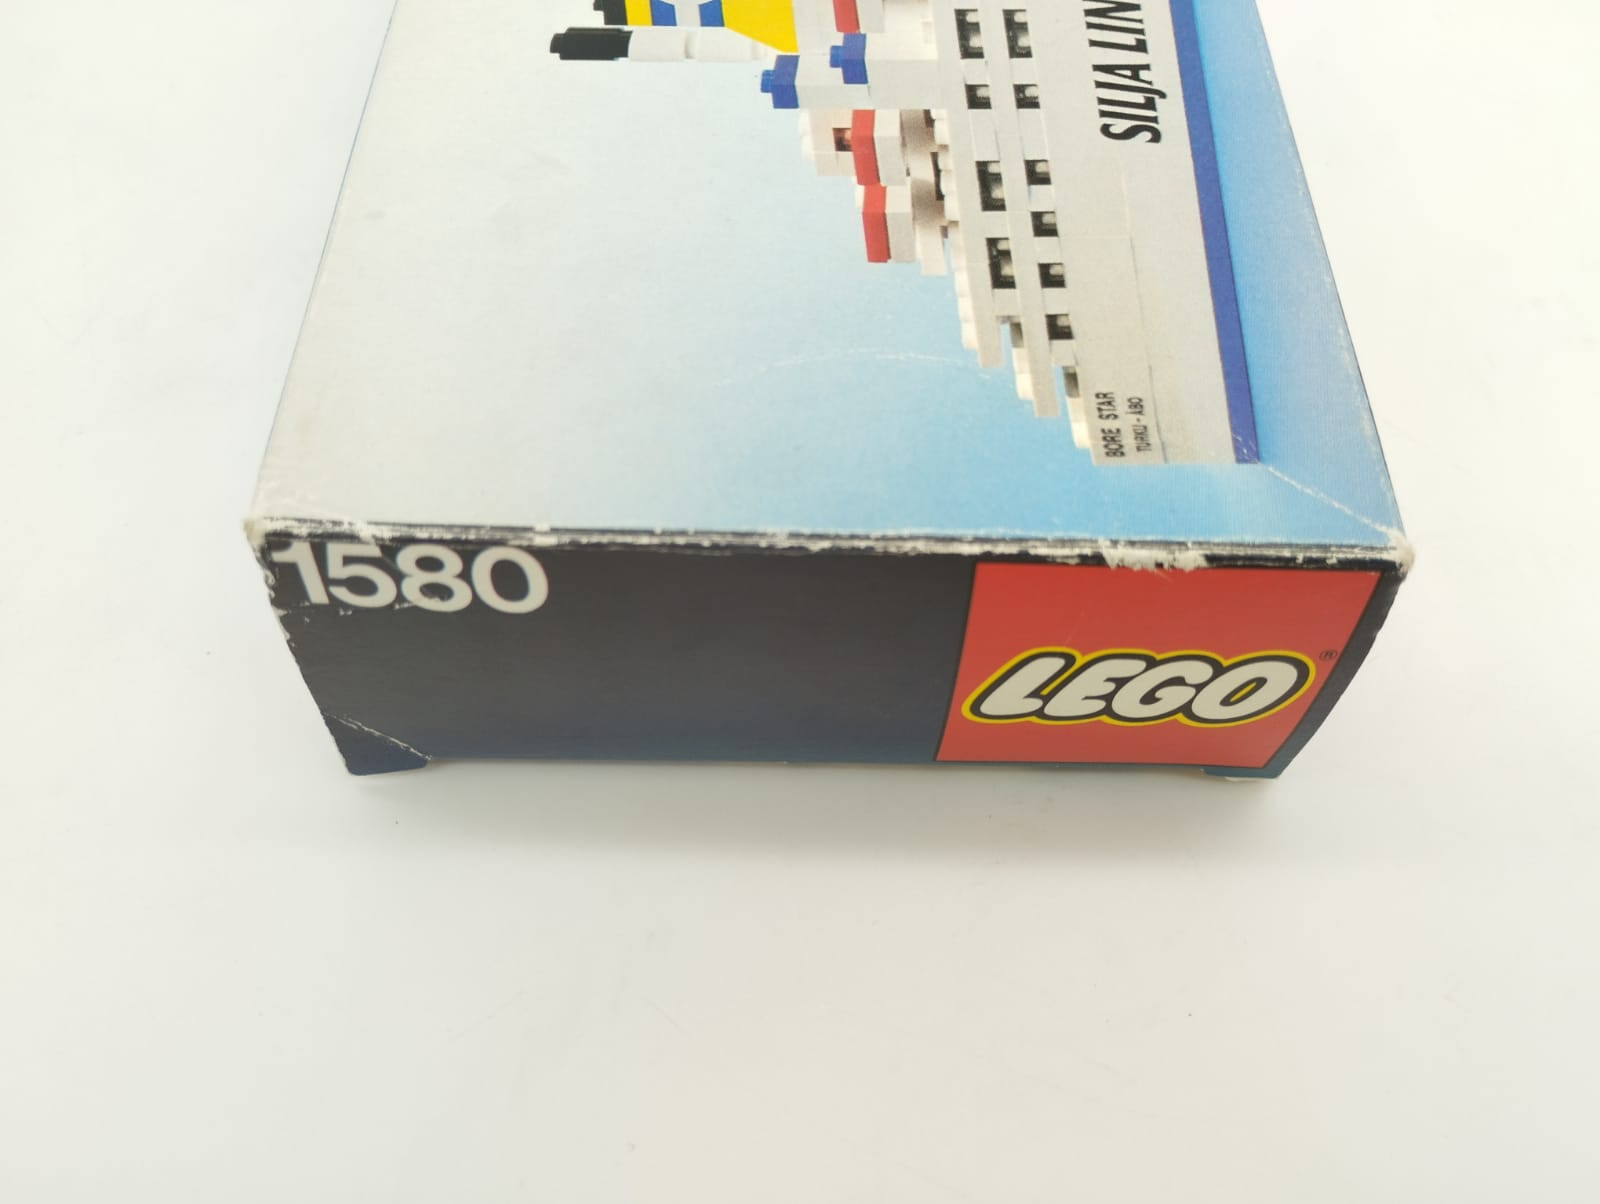 SILJA LIN
BORE STAR
TURKU - ÅBO
1580
LEGO®